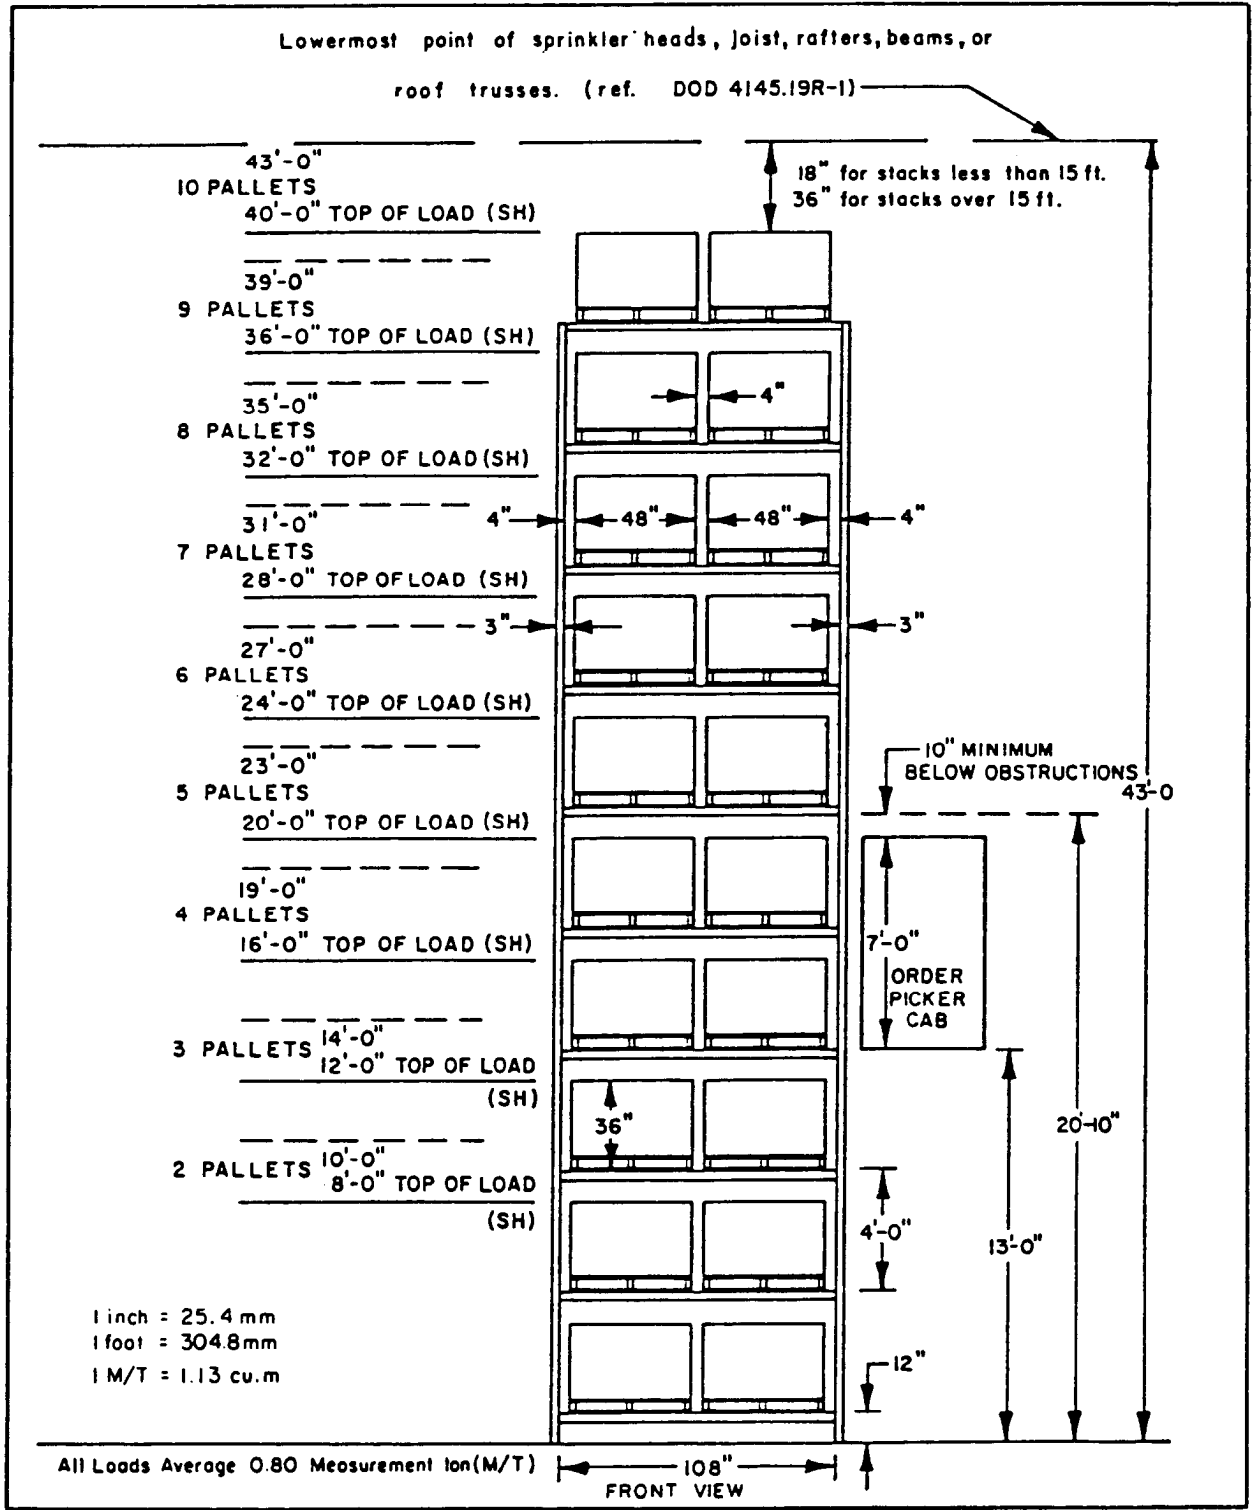 Lowermost point of sprinkler heads, Joist, rafters, beams, or
roof trusses. (ref. DOD 4145.19R-1)
43'-0"
10 PALLETS
40'-0" TOP OF LOAD (SH)
18" for stacks less than 15 ft.
36" for stacks over 15 ft.
39'-0"
9 PALLETS
36'-0" TOP OF LOAD (SH)
4"
35'-0"
8 PALLETS
32'-0" TOP OF LOAD (SH)
31'-0"
4" 48" 48" 4"
7 PALLETS
28'-0" TOP OF LOAD (SH)
3" 3"
27'-0"
6 PALLETS
24'-0" TOP OF LOAD (SH)
23'-0"
5 PALLETS
20'-0" TOP OF LOAD (SH)
10" MINIMUM
BELOW OBSTRUCTIONS
43'-0
19'-0"
4 PALLETS
16'-0" TOP OF LOAD (SH)
7'-0"
ORDER
PICKER
CAB
14'-0"
3 PALLETS
12'-0" TOP OF LOAD
(SH)
36"
20'-10"
10'-0"
2 PALLETS
8'-0" TOP OF LOAD
(SH)
4'-0"
13'-0"
1 inch = 25.4 mm
1 foot = 304.8mm
1 M/T = 1.13 cu.m
12"
All Loads Average 0.80 Measurement ton (M/T)
108"
FRONT VIEW